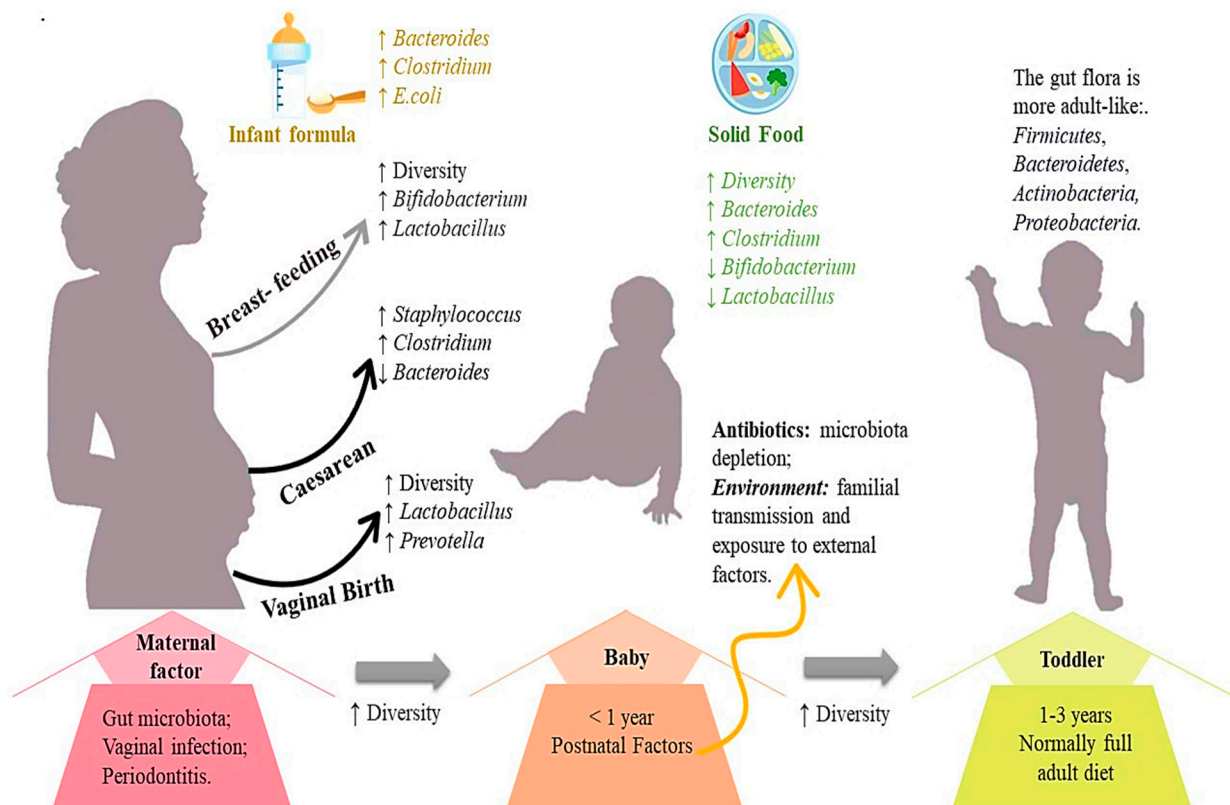 ↑ Bacteroides
↑ Clostridium
↑ E.coli
Infant formula
↑ Diversity
↑ Bifidobacterium
↑ Lactobacillus
Breast- feeding
↑ Staphylococcus
↑ Clostridium
↓ Bacteroides
Caesarean
↑ Diversity
↑ Lactobacillus
↑ Prevotella
Vaginal Birth
Solid Food
↑ Diversity
↑ Bacteroides
↑ Clostridium
↓ Bifidobacterium
↓ Lactobacillus
Antibiotics: microbiota
depletion;
Environment: familial
transmission and
exposure to external
factors.
The gut flora is
more adult-like:.
Firmicutes,
Bacteroidetes,
Actinobacteria,
Proteobacteria.
Maternal
factor
Gut microbiota;
Vaginal infection;
Periodontitis.
↑ Diversity
Baby
< 1 year
Postnatal Factors
↑ Diversity
Toddler
1-3 years
Normally full
adult diet